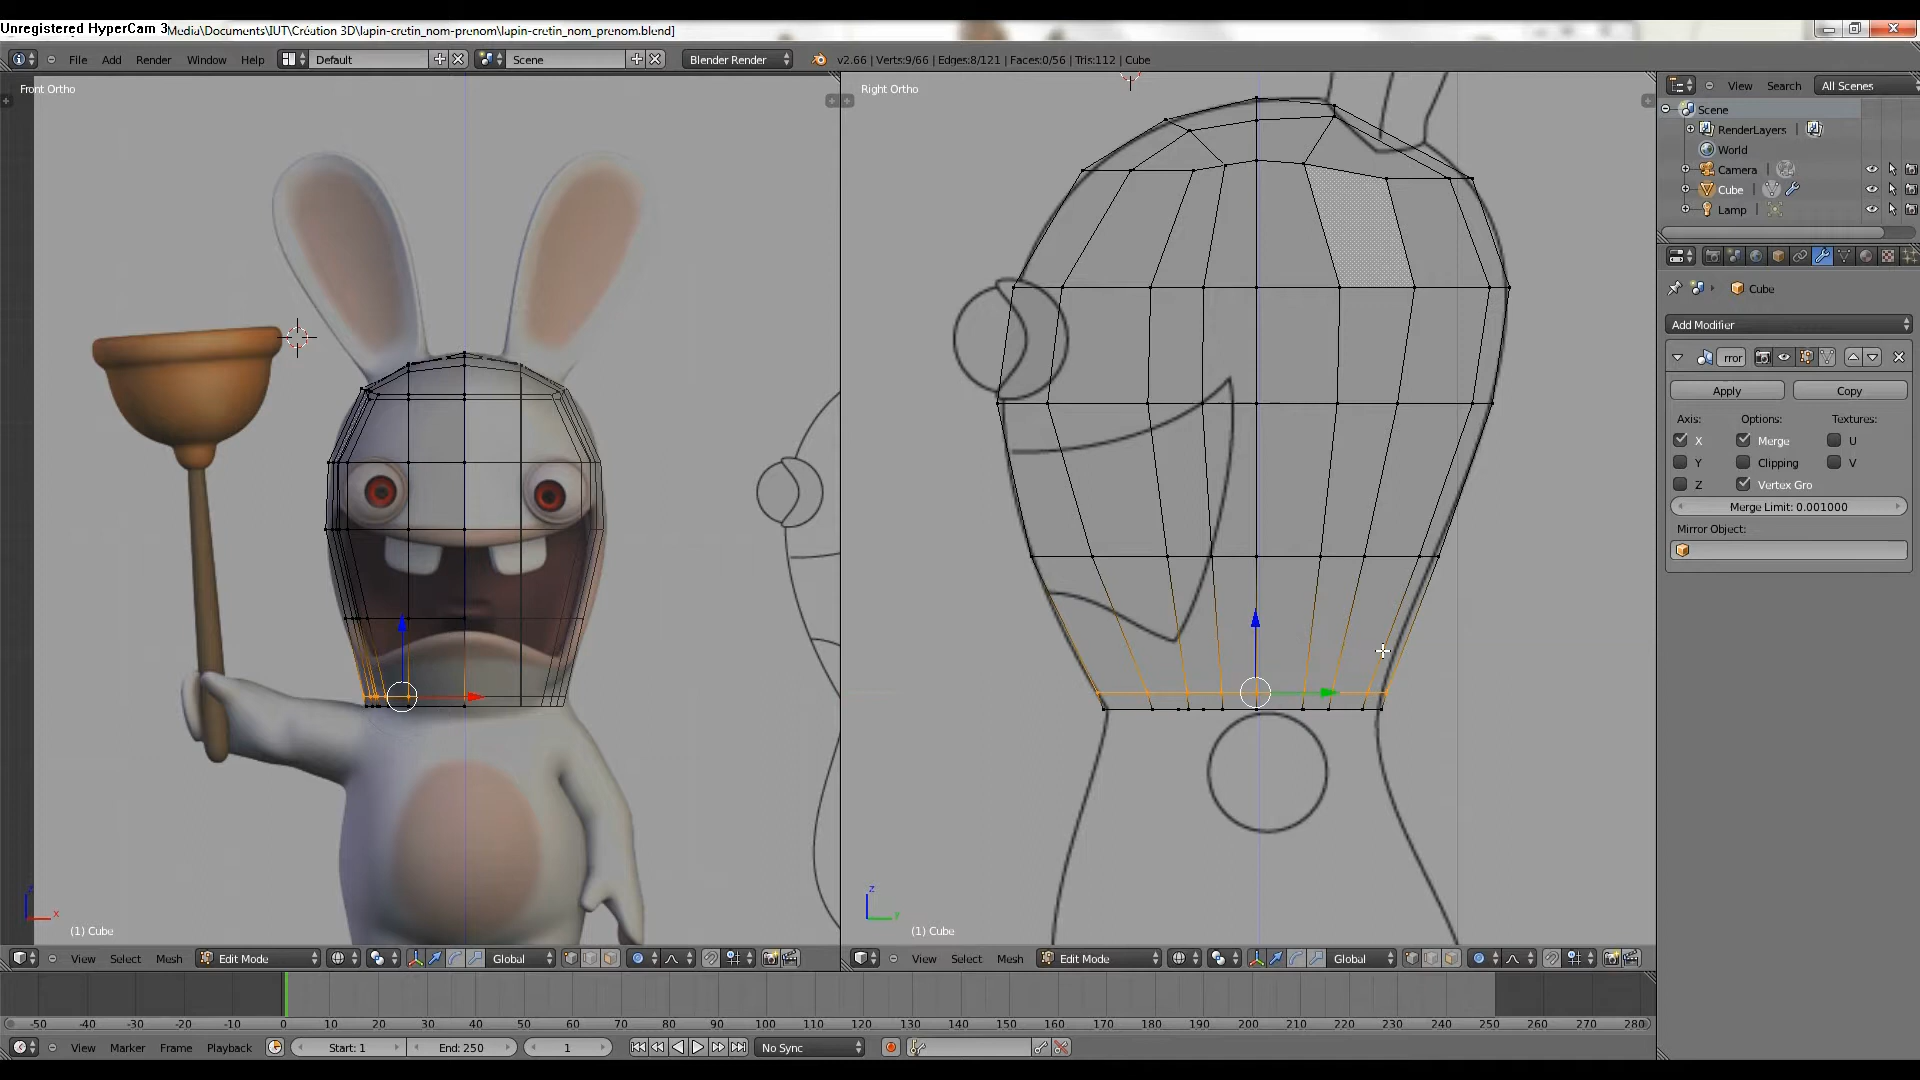 Unregistered HyperCam 3
Media\Documents\IUT\Création 3D\lapin-cretin_nom-prenom\lapin-cretin_nom_prenom.blend]
File Add Render Window Help Default Scene Blender Render v2.66 | Verts:9/66 | Edges:8/121 | Faces:0/56 | Tris:112 | Cube
Front Ortho
Right Ortho
View Search All Scenes
Scene
RenderLayers
World
Camera
Cube
Lamp
Cube
Add Modifier
rror
Apply Copy
Axis: Options: Textures:
X Merge U
Y Clipping V
Z Vertex Gro
Merge Limit: 0.001000
Mirror Object:
z
x
z
y
(1) Cube
(1) Cube
View Select Mesh Edit Mode Global
View Select Mesh Edit Mode Global
-50 -40 -30 -20 -10 0 10 20 30 40 50 60 70 80 90 100 110 120 130 140 150 160 170 180 190 200 210 220 230 240 250 260 270 280
View Marker Frame Playback Start: 1 End: 250 1 No Sync